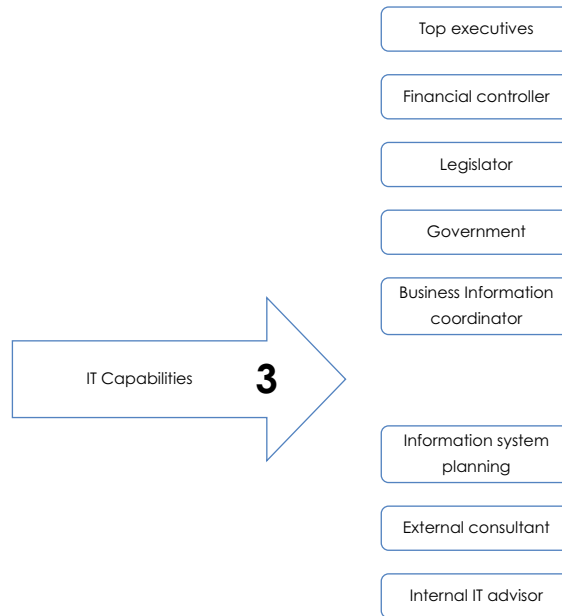 Top executives
Financial controller
Legislator
Government
Business Information
coordinator
IT Capabilities 3
Information system
planning
External consultant
Internal IT advisor